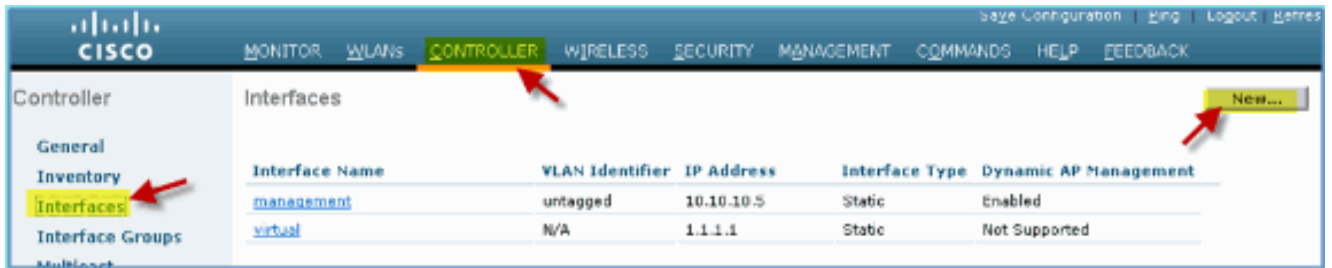 Save Configuration | Ping | Logout | Refres
CISCO
MONITOR WLANs CONTROLLER WIRELESS SECURITY MANAGEMENT COMMANDS HELP FEEDBACK
Controller
General
Inventory
Interfaces
Interface Groups
Multicast
Interfaces
New...
Interface Name VLAN Identifier IP Address Interface Type Dynamic AP Management
management untagged 10.10.10.5 Static Enabled
virtual N/A 1.1.1.1 Static Not Supported